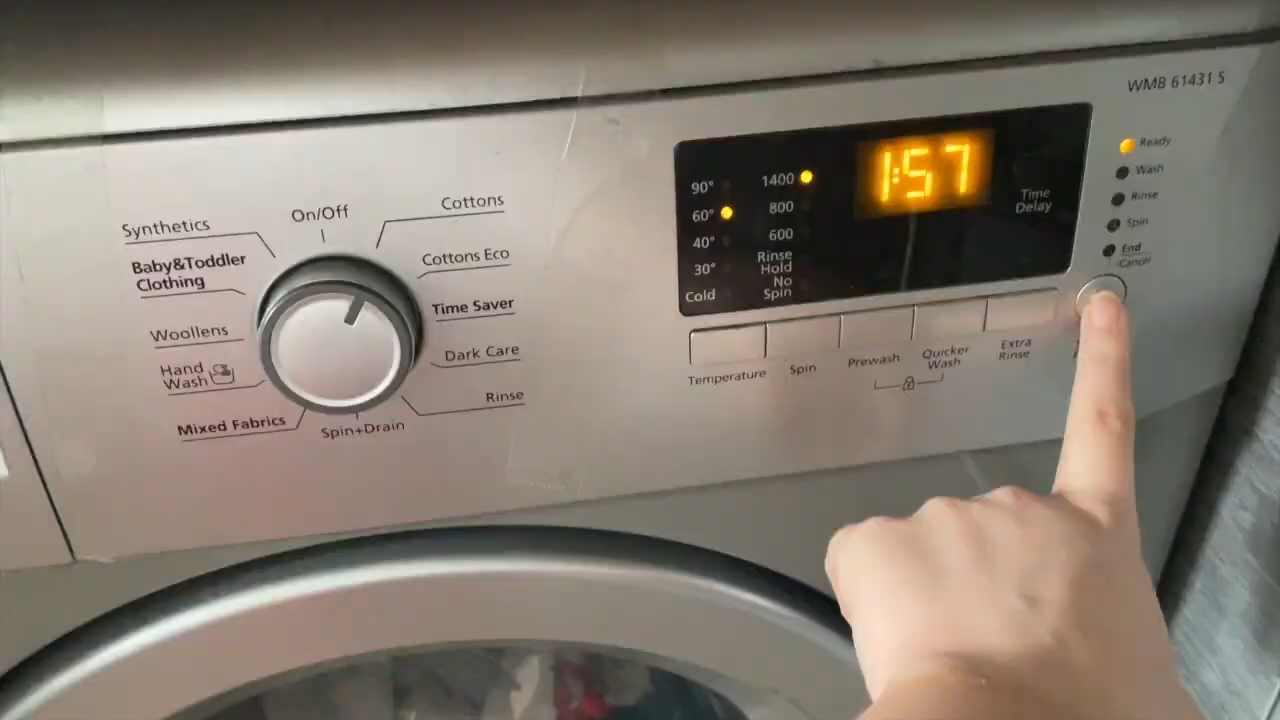 WMB 61431 S
On/Off
Cottons
Cottons Eco
Time Saver
Dark Care
Rinse
Spin+Drain
Synthetics
Baby&Toddler
Clothing
Woollens
Hand
Wash
Mixed Fabrics
90°
60°
40°
30°
Cold
1400
800
600
Rinse
Hold
No
Spin
1:57
Time
Delay
Ready
Wash
Rinse
Spin
End
Cancel
Temperature
Spin
Prewash
Quicker
Wash
Extra
Rinse